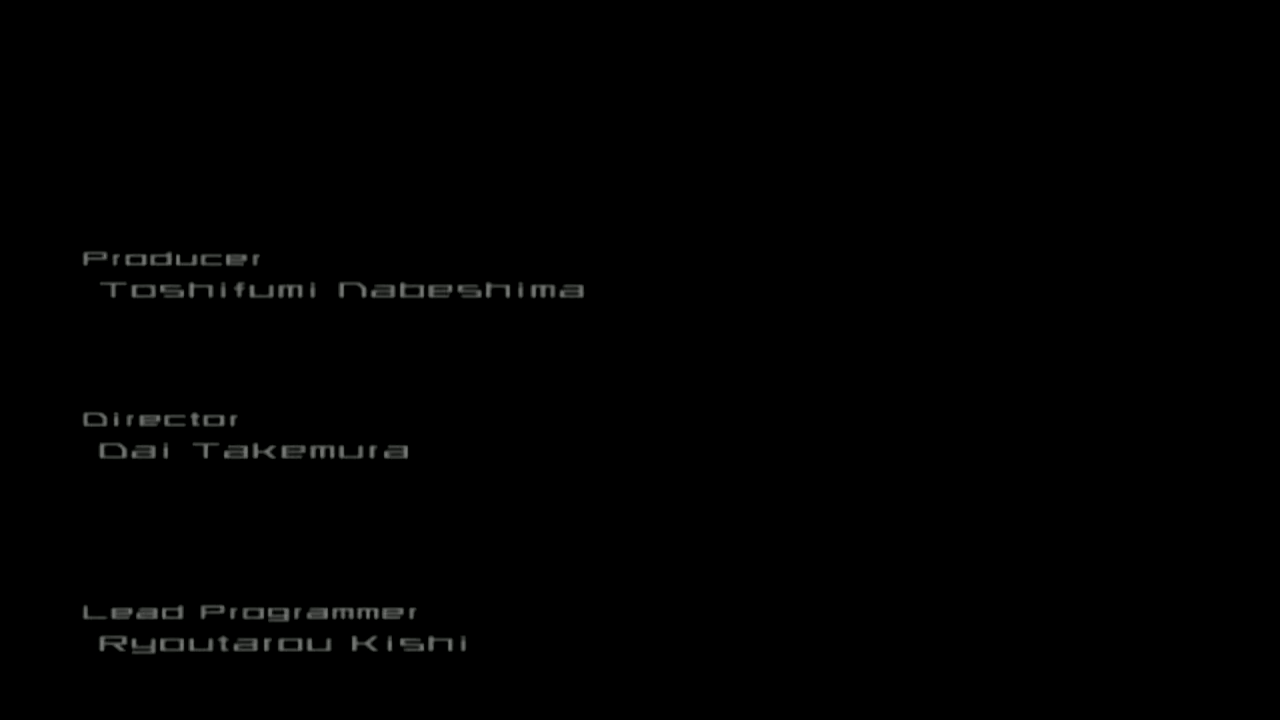 Producer
Toshifumi Nabeshima
Director
Dai Takemura
Lead Programmer
Ryoutarou Kishi